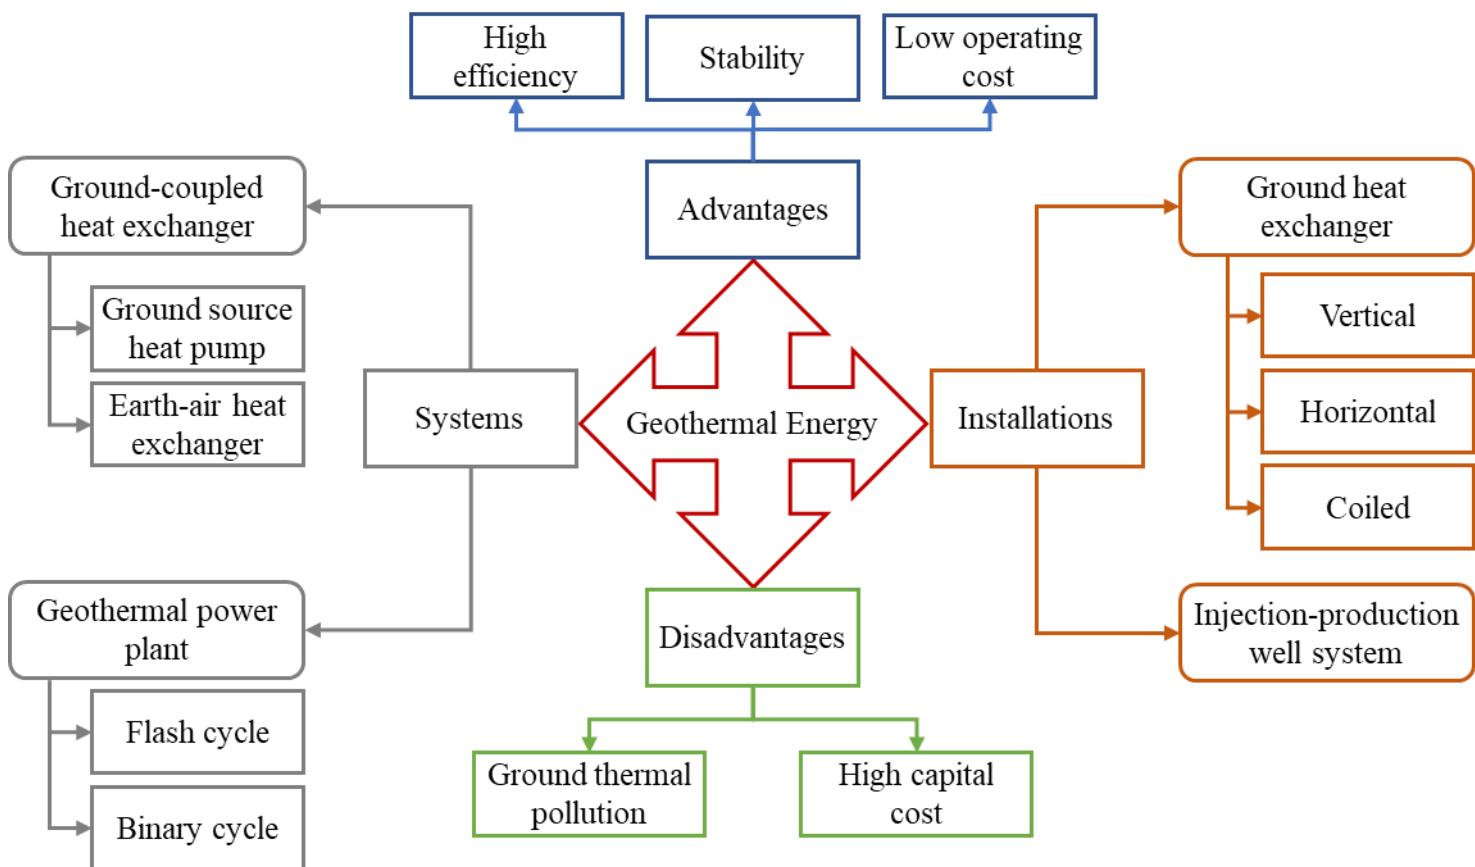 High
efficiency
Stability
Low operating
cost
Advantages
Ground-coupled
heat exchanger
Ground source
heat pump
Earth-air heat
exchanger
Systems
Geothermal power
plant
Flash cycle
Binary cycle
Geothermal Energy
Installations
Ground heat
exchanger
Vertical
Horizontal
Coiled
Injection-production
well system
Disadvantages
Ground thermal
pollution
High capital
cost